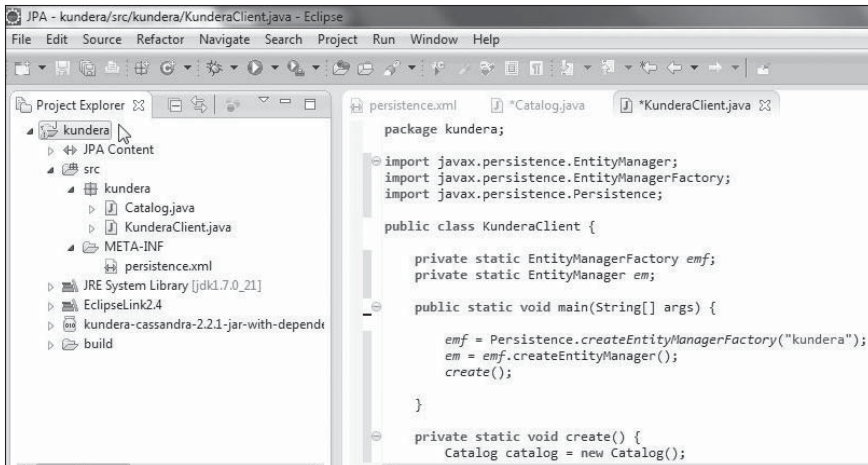 JPA - kundera/src/kundera/KunderaClient.java - Eclipse
File Edit Source Refactor Navigate Search Project Run Window Help
Project Explorer
kundera
JPA Content
src
kundera
Catalog.java
KunderaClient.java
META-INF
persistence.xml
JRE System Library [jdk1.7.0_21]
EclipseLink2.4
kundera-cassandra-2.2.1-jar-with-depende
build
persistence.xml *Catalog.java *KunderaClient.java
package kundera;
import javax.persistence.EntityManager;
import javax.persistence.EntityManagerFactory;
import javax.persistence.Persistence;
public class KunderaClient {
private static EntityManagerFactory emf;
private static EntityManager em;
public static void main(String[] args) {
emf = Persistence.createEntityManagerFactory("kundera");
em = emf.createEntityManager();
create();
}
private static void create() {
Catalog catalog = new Catalog();